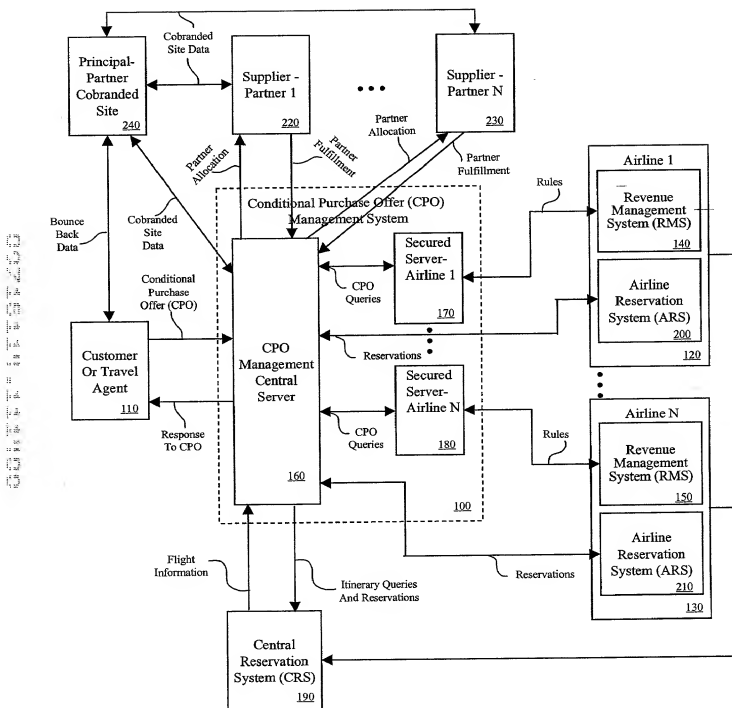 Cobranded
Site Data
Principal-
Partner
Cobranded
Site
240
Cobranded
Site Data
Supplier -
Partner 1
220
Supplier -
Partner N
230
Partner
Allocation
Partner
Fulfillment
Partner
Allocation
Partner
Fulfillment
Bounce
Back
Data
Cobranded
Site Data
Conditional Purchase Offer (CPO)
Management System
Rules
Airline 1
Revenue
Management
System (RMS)
140
Airline
Reservation
System (ARS)
200
120
Conditional
Purchase
Offer (CPO)
CPO
Queries
Secured
Server-
Airline 1
170
Reservations
Customer
Or Travel
Agent
110
CPO
Management
Central
Server
160
Response
To CPO
CPO
Queries
Secured
Server-
Airline N
180
Rules
100
Airline N
Revenue
Management
System (RMS)
150
Airline
Reservation
System (ARS)
210
130
Reservations
Flight
Information
Itinerary Queries
And Reservations
Central
Reservation
System (CRS)
190